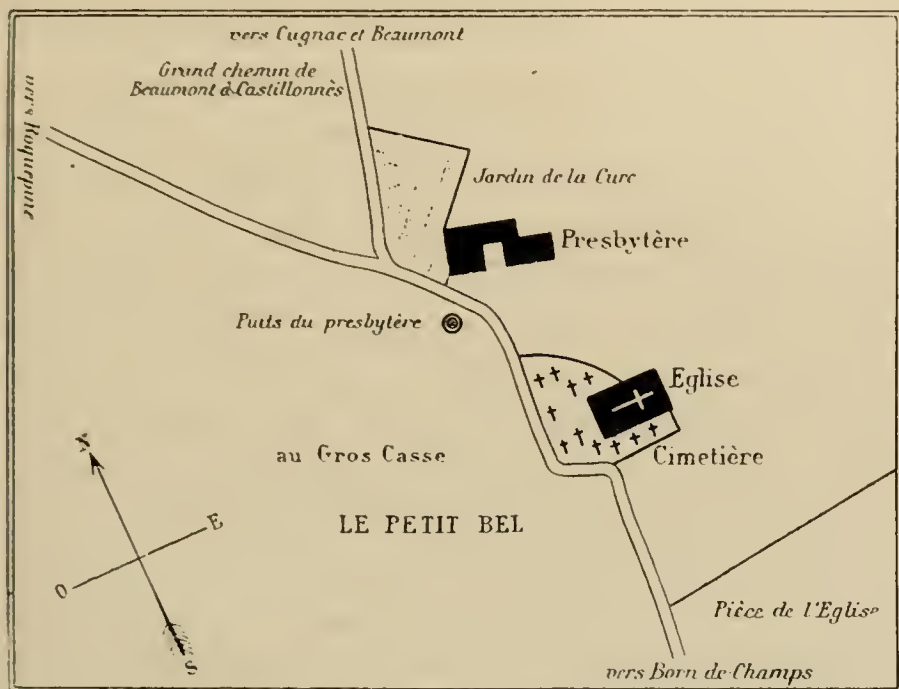 vers Cugnac et Beaumont
Grand chemin de
Beaumont à Castillonnès
vers Roquepine
Jardin de la Cure
Presbytère
Puits du presbytère
Eglise
au Gros Casse
Cimetière
LE PETIT BEL
N
E
O
S
Pièce de l'Eglise
vers Born-de-Champs